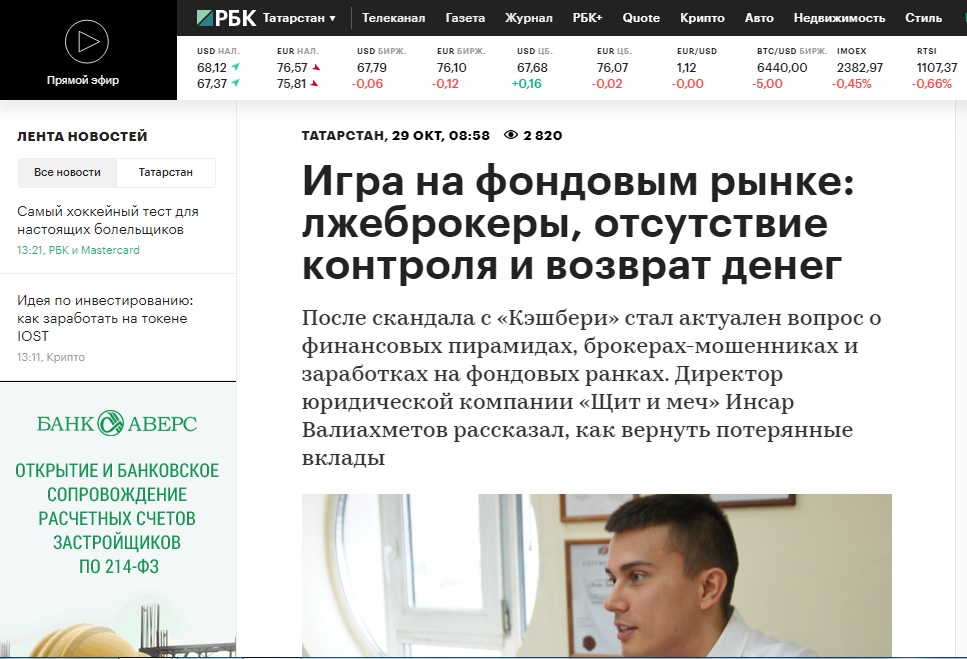 РБК Татарстан ▼ Телеканал Газета Журнал РБК+ Quote Крипто Авто Недвижимость Стиль
Прямой эфир
USD НАЛ. EUR НАЛ. USD БИРЖ. EUR БИРЖ. USD ЦБ. EUR ЦБ. EUR/USD BTC/USD БИРЖ. IMOEX RTSI
68,12 76,57 67,79 76,10 67,68 76,07 1,12 6440,00 2382,97 1107,37
67,37 75,81 -0,06 -0,12 +0,16 -0,02 -0,00 -5,00 -0,45% -0,66%
ЛЕНТА НОВОСТЕЙ
Все новости Татарстан
Самый хоккейный тест для
настоящих болельщиков
13:21, РБК и Mastercard
Идея по инвестированию:
как заработать на токене
IOST
13:11, Крипто
БАНК АВЕРС
ОТКРЫТИЕ И БАНКОВСКОЕ
СОПРОВОЖДЕНИЕ
РАСЧЕТНЫХ СЧЕТОВ
ЗАСТРОЙЩИКОВ
ПО 214-ФЗ
ТАТАРСТАН, 29 ОКТ, 08:58 2 820
Игра на фондовым рынке:
лжеброкеры, отсутствие
контроля и возврат денег
После скандала с «Кэшбери» стал актуален вопрос о
финансовых пирамидах, брокерах-мошенниках и
заработках на фондовых ранках. Директор
юридической компании «Щит и меч» Инсар
Валиахметов рассказал, как вернуть потерянные
вклады